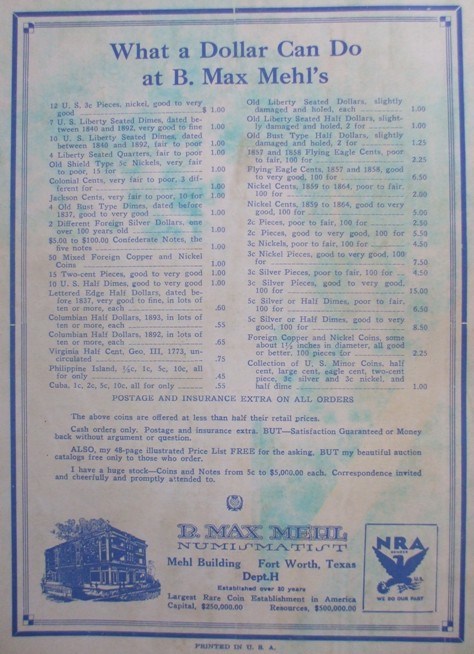 What a Dollar Can Do
at B. Max Mehl's
12 U. S. 3c Pieces, nickel, good to very
good $ 1.00
7 U. S. Liberty Seated Dimes, dated be-
tween 1840 and 1892, very good to fine 1.00
10 U. S. Liberty Seated Dimes, dated
between 1840 and 1892, fair to poor 1.00
4 Liberty Seated Quarters, fair to poor 1.00
Old Shield Type 5c Nickels, very fair
to poor, 15 for 1.00
Colonial Cents, very fair to poor, 3 dif-
ferent for 1.00
Jackson Cents, very fair to poor, 10 for 1.00
4 Old Bust Type Dimes, dated before
1837, good to very good 1.00
2 Different Foreign Silver Dollars, one
over 100 years old 1.00
$5.00 to $100.00 Confederate Notes, the
five notes 1.00
50 Mixed Foreign Copper and Nickel
Coins 1.00
15 Two-cent Pieces, good to very good 1.00
10 U. S. Half Dimes, good to very good 1.00
Lettered Edge Half Dollars, dated be-
fore 1837, very good to fine, in lots of
ten or more, each .60
Columbian Half Dollars, 1893, in lots of
ten or more, each .55
Columbian Half Dollars, 1892, in lots of
ten or more, each .65
Virginia Half Cent, Geo. III, 1773, un-
circulated .75
Philippine Island, ½c, 1c, 5c, 10c, all
for only .45
Cuba, 1c, 2c, 5c, 10c, all for only .55
Old Liberty Seated Dollars, slightly
damaged and holed, each 1.00
Old Liberty Seated Half Dollars, slight-
ly damaged and holed, 2 for 1.00
Old Bust Type Half Dollars, slightly
damaged and holed, 2 for 1.25
1857 and 1858 Flying Eagle Cents, poor
to fair, 100 for 2.25
Flying Eagle Cents, 1857 and 1858, good
to very good, 100 for 6.50
Nickel Cents, 1859 to 1864, poor to fair,
100 for 2.50
Nickel Cents, 1859 to 1864, good to very
good, 100 for 5.00
2c Pieces, poor to fair, 100 for 2.50
2c Pieces, good to very good, 100 for 5.50
3c Nickels, poor to fair, 100 for 4.50
3c Nickel Pieces, good to very good, 100
for 7.50
3c Silver Pieces, poor to fair, 100 for 4.50
3c Silver Pieces, good to very good,
100 for 15.00
5c Silver or Half Dimes, poor to fair,
100 for 6.50
5c Silver or Half Dimes, good to very
good, 100 for 8.50
Foreign Copper and Nickel Coins, some
about 1½ inches in diameter, all good
or better, 100 pieces for 2.25
Collection of U. S. Minor Coins, half
cent, large cent, eagle cent, two-cent
piece, 3c silver and 5c nickel, and
half dime 1.00
POSTAGE AND INSURANCE EXTRA ON ALL ORDERS
The above coins are offered at less than half their retail prices.
Cash orders only. Postage and insurance extra. BUT—Satisfaction Guaranteed or Money
back without argument or question.
ALSO, my 48-page illustrated Price List FREE for the asking, BUT my beautiful auction
catalogs free only to those who order.
I have a huge stock—Coins and Notes from 5c to $5,000.00 each. Correspondence invited
and cheerfully and promptly attended to.
B. MAX MEHL
NUMISMATIST
Mehl Building Fort Worth, Texas
Dept.H
Established over 30 years
Largest Rare Coin Establishment in America
Capital, $250,000.00 Resources, $500,000.00
NRA
MEMBER
U.S.
WE DO OUR PART
PRINTED IN U. S. A.